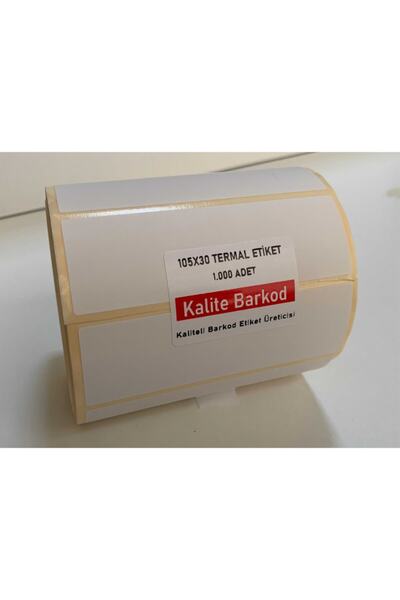 105X30 TERMAL ETİKET
1.000 ADET
Kalite Barkod
Kaliteli Barkod Etiket Üreticisi